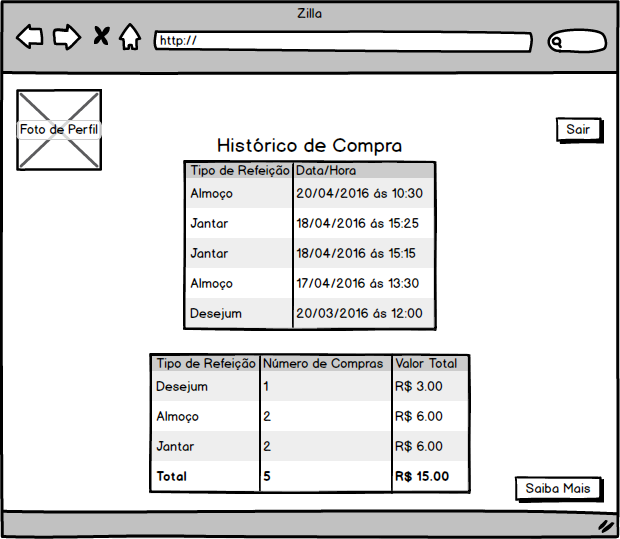 Zilla
http://
Foto de Perfil
Sair
Histórico de Compra
Tipo de Refeição Data/Hora
Almoço 20/04/2016 ás 10:30
Jantar 18/04/2016 ás 15:25
Jantar 18/04/2016 ás 15:15
Almoço 17/04/2016 ás 13:30
Desejum 20/03/2016 ás 12:00
Tipo de Refeição Número de Compras Valor Total
Desejum 1 R$ 3.00
Almoço 2 R$ 6.00
Jantar 2 R$ 6.00
Total 5 R$ 15.00
Saiba Mais